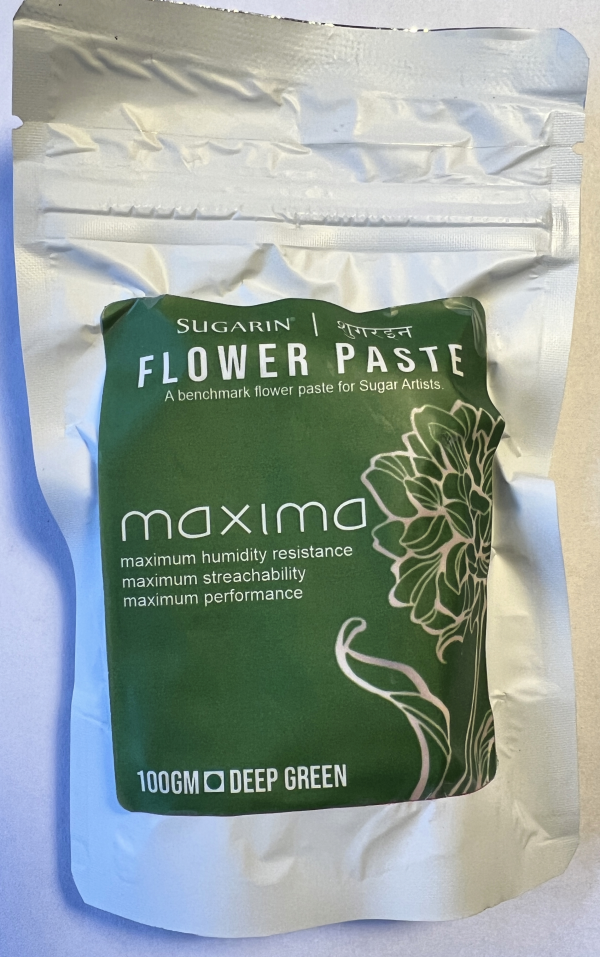 SUGARIN® | शुगरइन
FLOWER PASTE
A benchmark flower paste for Sugar Artists.
maxima
maximum humidity resistance
maximum streachability
maximum performance
100GM DEEP GREEN